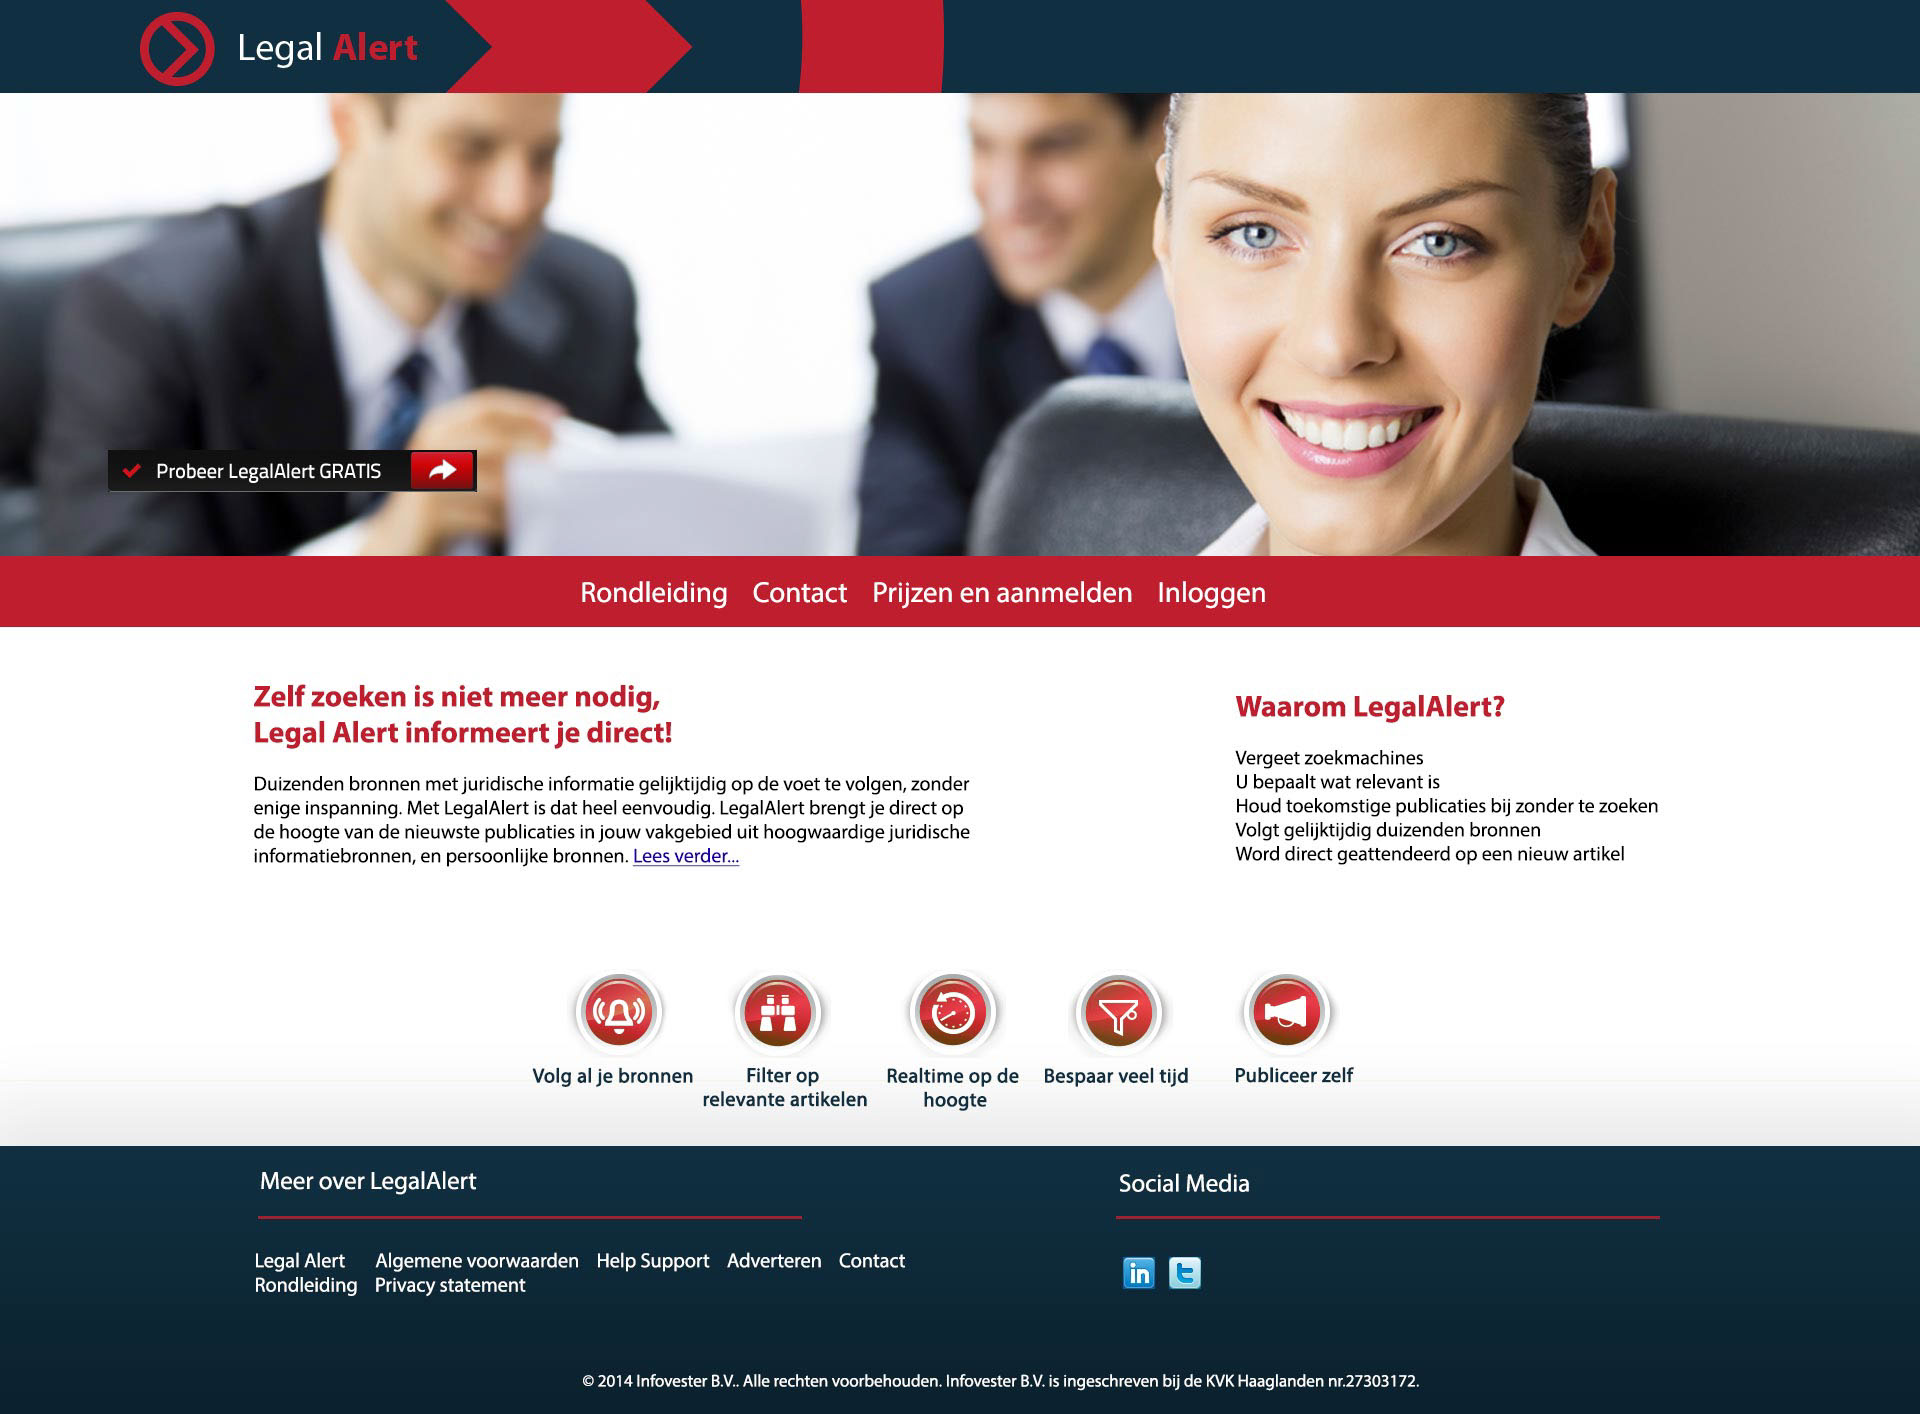 Legal Alert
Probeer LegalAlert GRATIS
Rondleiding Contact Prijzen en aanmelden Inloggen
Zelf zoeken is niet meer nodig,
Legal Alert informeert je direct!
Duizenden bronnen met juridische informatie gelijktijdig op de voet te volgen, zonder
enige inspanning. Met LegalAlert is dat heel eenvoudig. LegalAlert brengt je direct op
de hoogte van de nieuwste publicaties in jouw vakgebied uit hoogwaardige juridische
informatiebronnen, en persoonlijke bronnen. Lees verder...
Waarom LegalAlert?
Vergeet zoekmachines
U bepaalt wat relevant is
Houd toekomstige publicaties bij zonder te zoeken
Volgt gelijktijdig duizenden bronnen
Word direct geattendeerd op een nieuw artikel
Volg al je bronnen
Filter op
relevante artikelen
Realtime op de
hoogte
Bespaar veel tijd
Publiceer zelf
Meer over LegalAlert
Legal Alert Algemene voorwaarden Help Support Adverteren Contact
Rondleiding Privacy statement
Social Media
in t
© 2014 Infovester B.V.. Alle rechten voorbehouden. Infovester B.V. is ingeschreven bij de KVK Haaglanden nr.27303172.